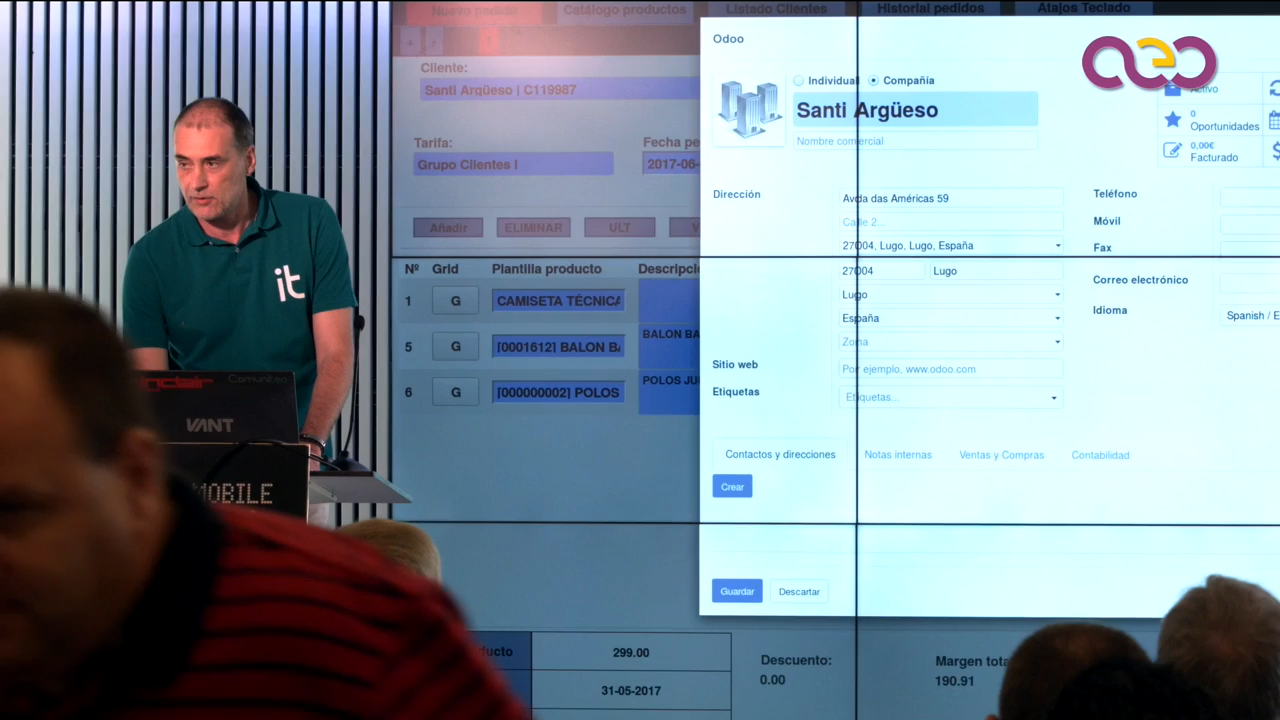 Nuevo pedido
Catálogo productos
Listado Clientes
Historial pedidos
Atajos Teclado
Cliente:
Santi Argüeso | C119987
Tarifa:
Grupo Clientes I
Fecha pe
2017-06-
Añadir
ELIMINAR
ULT
V
Nº Grid Plantilla producto Descripci
1 G CAMISETA TÉCNICA
5 G [0001612] BALON BA BALON BA
6 G [000000002] POLOS POLOS JU
ucto 299.00
31-05-2017
Descuento:
0.00
Margen tota
190.91
Odoo
Individual Compañía
Santi Argüeso
Nombre comercial
Activo
0
Oportunidades
0,00€
Facturado
$
Dirección
Avda das Américas 59
Calle 2...
27004, Lugo, Lugo, España
27004 Lugo
Lugo
España
Zona
Sitio web
Por ejemplo, www.odoo.com
Etiquetas
Etiquetas...
Teléfono
Móvil
Fax
Correo electrónico
Idioma
Spanish / E
Contactos y direcciones Notas internas Ventas y Compras Contabilidad
Crear
Guardar Descartar
aeo
it
sinclair
Comuniteo
VANT
MOBILE